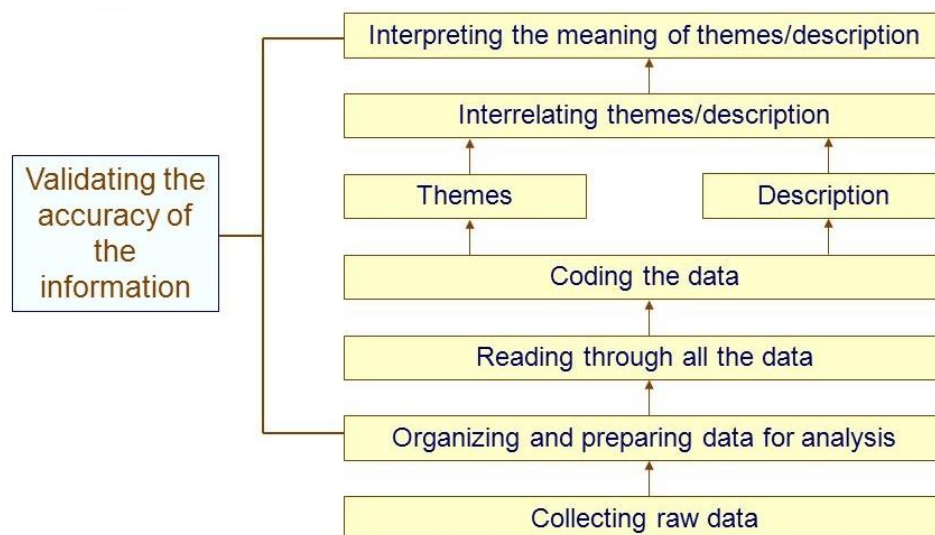 Interpreting the meaning of themes/description
Interrelating themes/description
Validating the
accuracy of
the
information
Themes
Description
Coding the data
Reading through all the data
Organizing and preparing data for analysis
Collecting raw data